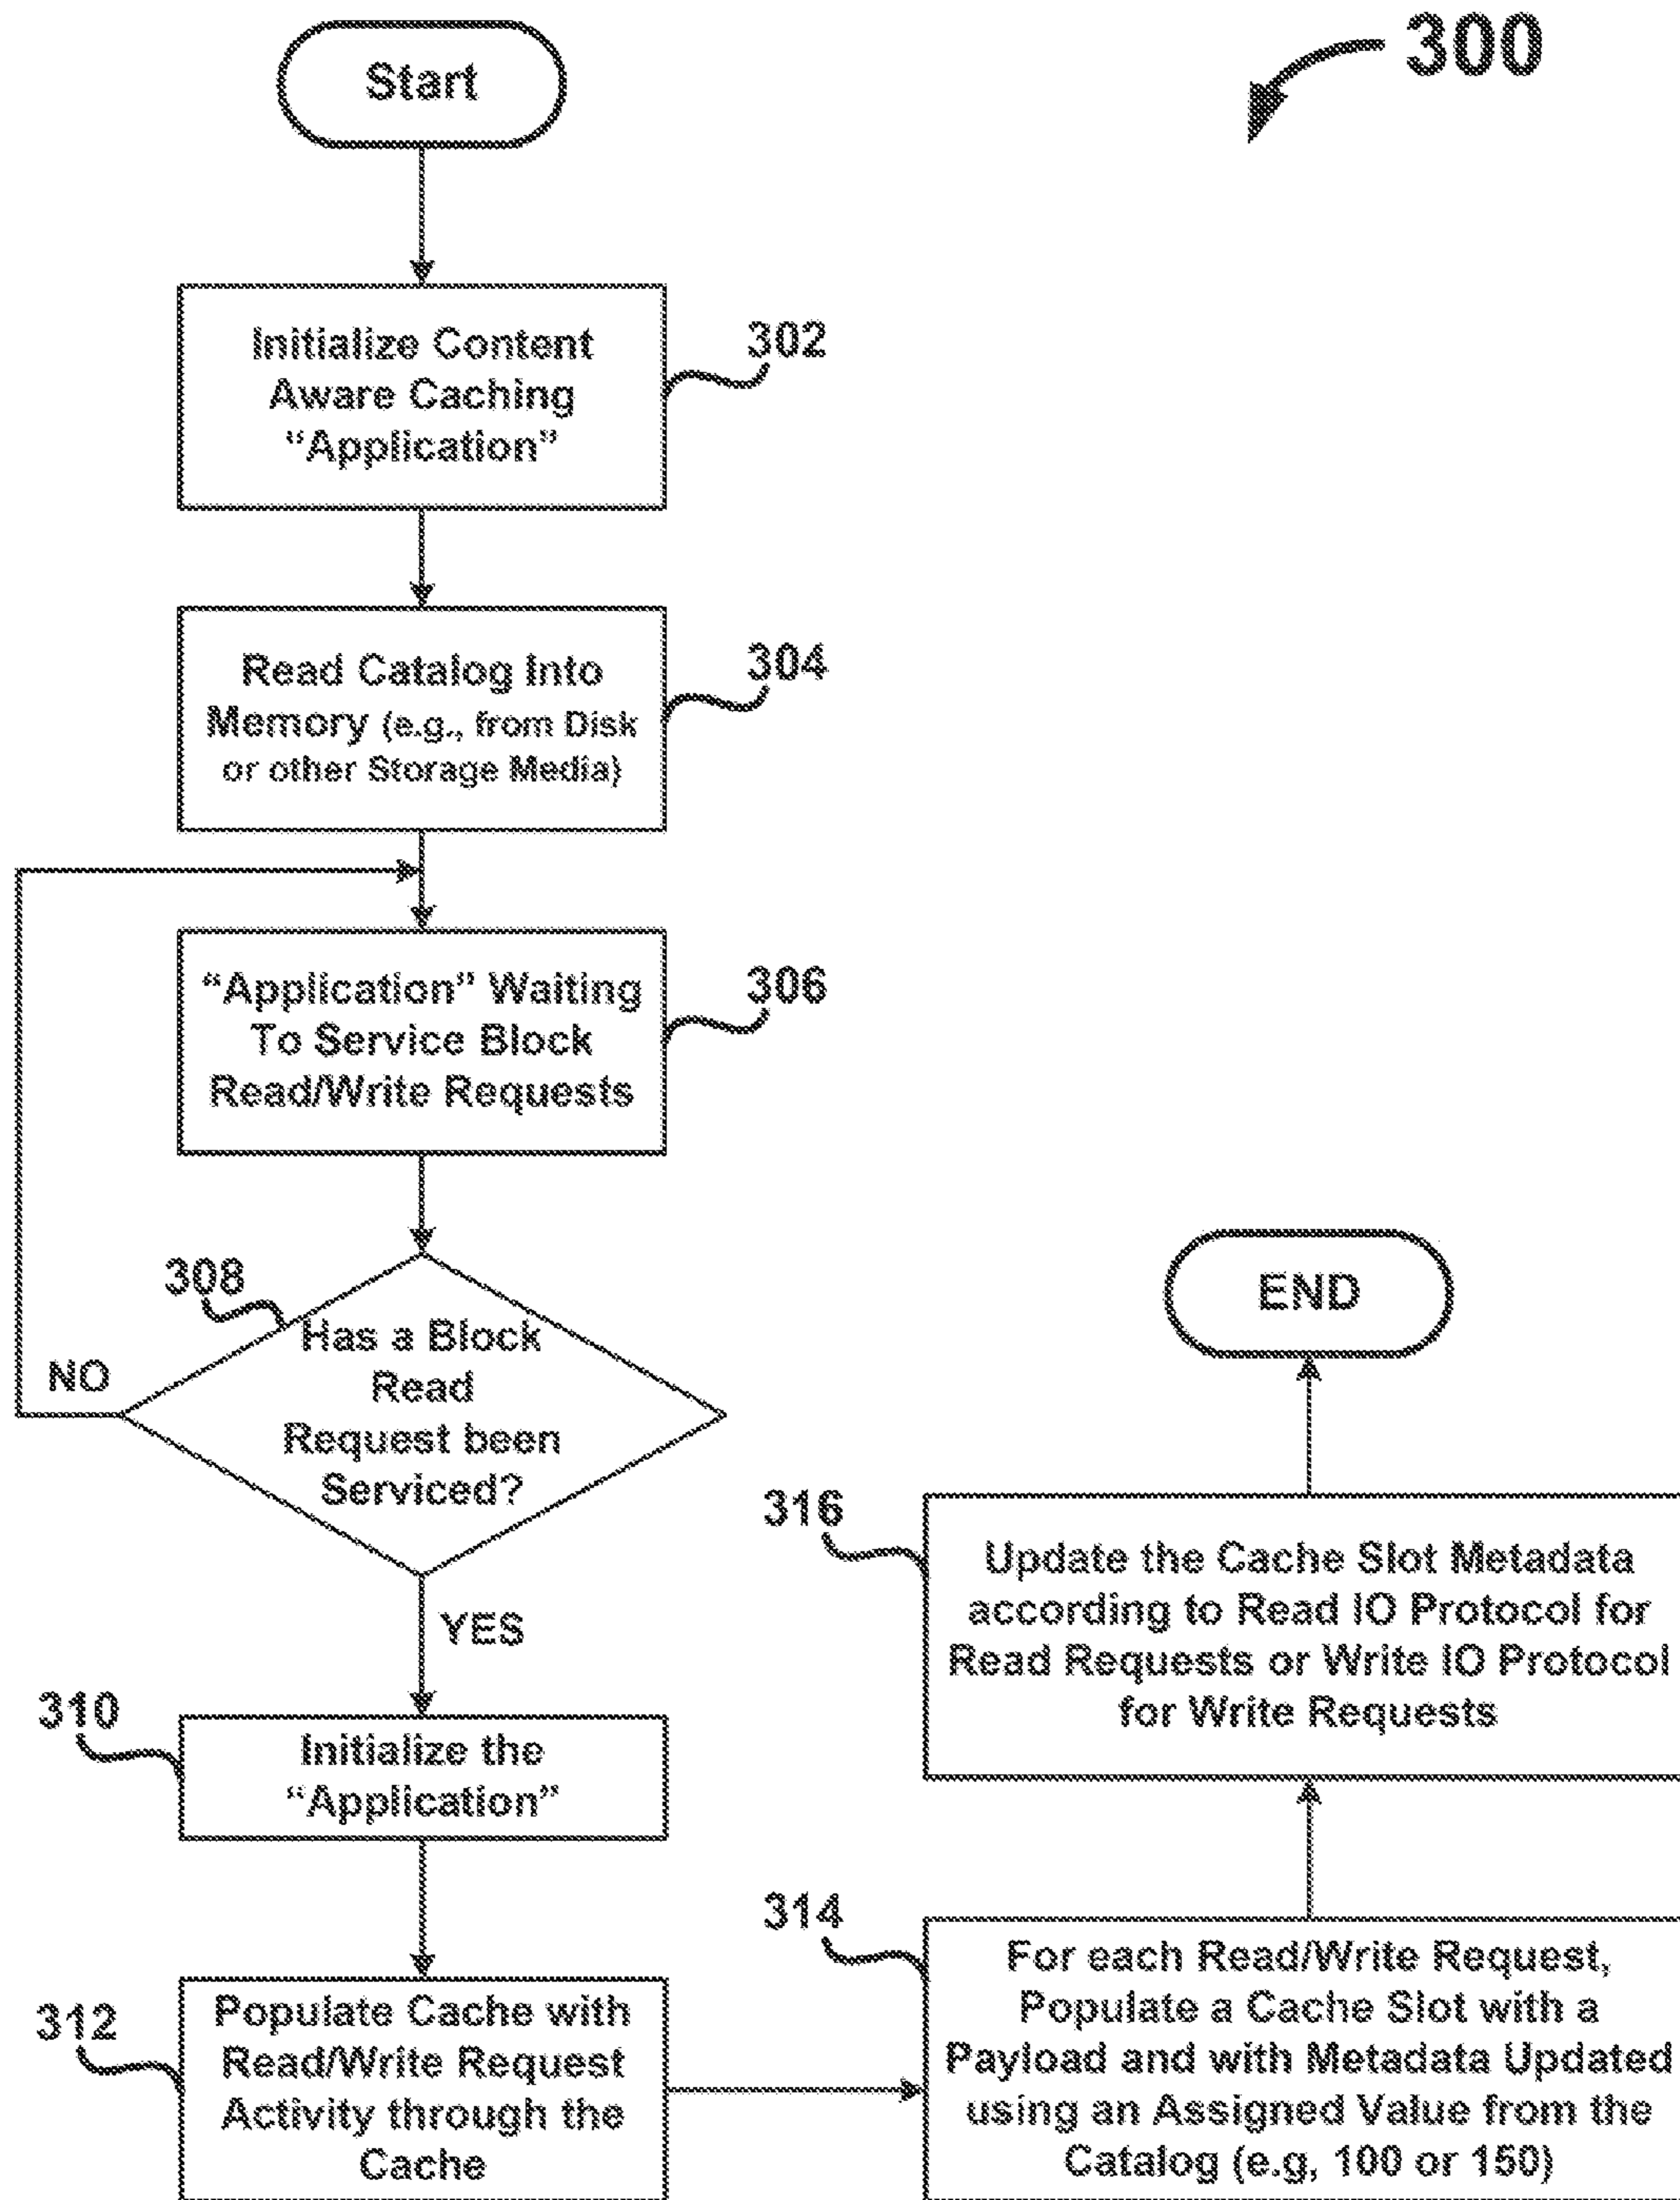 300
Start
Initialize Content
Aware Caching
“Application”
302
Read Catalog Into
Memory (e.g., from Disk
or other Storage Media)
304
“Application” Waiting
To Service Block
Read/Write Requests
306
308
Has a Block
Read
Request been
Serviced?
NO
YES
310
Initialize the
“Application”
312
Populate Cache with
Read/Write Request
Activity through the
Cache
314
For each Read/Write Request,
Populate a Cache Slot with a
Payload and with Metadata Updated
using an Assigned Value from the
Catalog (e.g, 100 or 150)
316
Update the Cache Slot Metadata
according to Read IO Protocol for
Read Requests or Write IO Protocol
for Write Requests
END